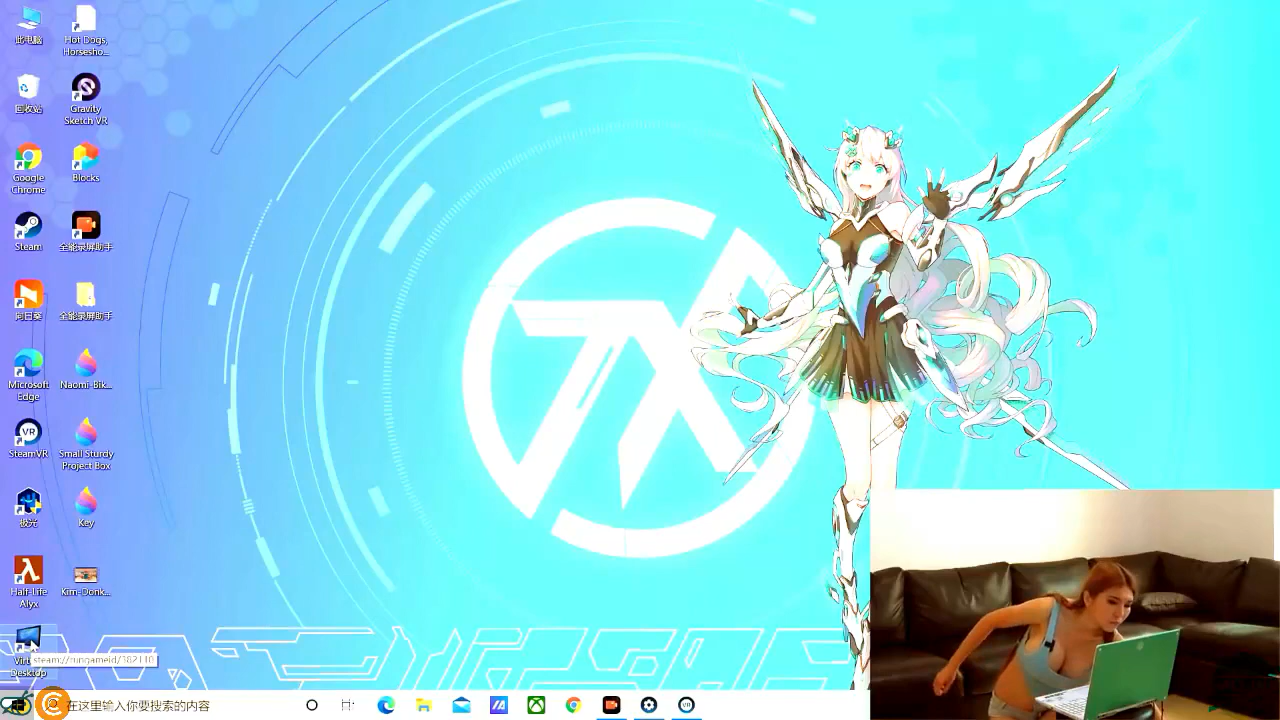 此电脑
Hot Dogs,
Horsesho...
回收站
Gravity
Sketch VR
Google
Chrome
Blocks
Steam
全能录屏助手
向日葵
全能录屏助手
Microsoft
Edge
Naomi-Bik...
SteamVR
Small Sturdy
Project Box
极光
Key
Half-Life
Alyx
Kim-Donk...
steam://rungameid/382110
Desktop
在这里输入你要搜索的内容
VR
VR